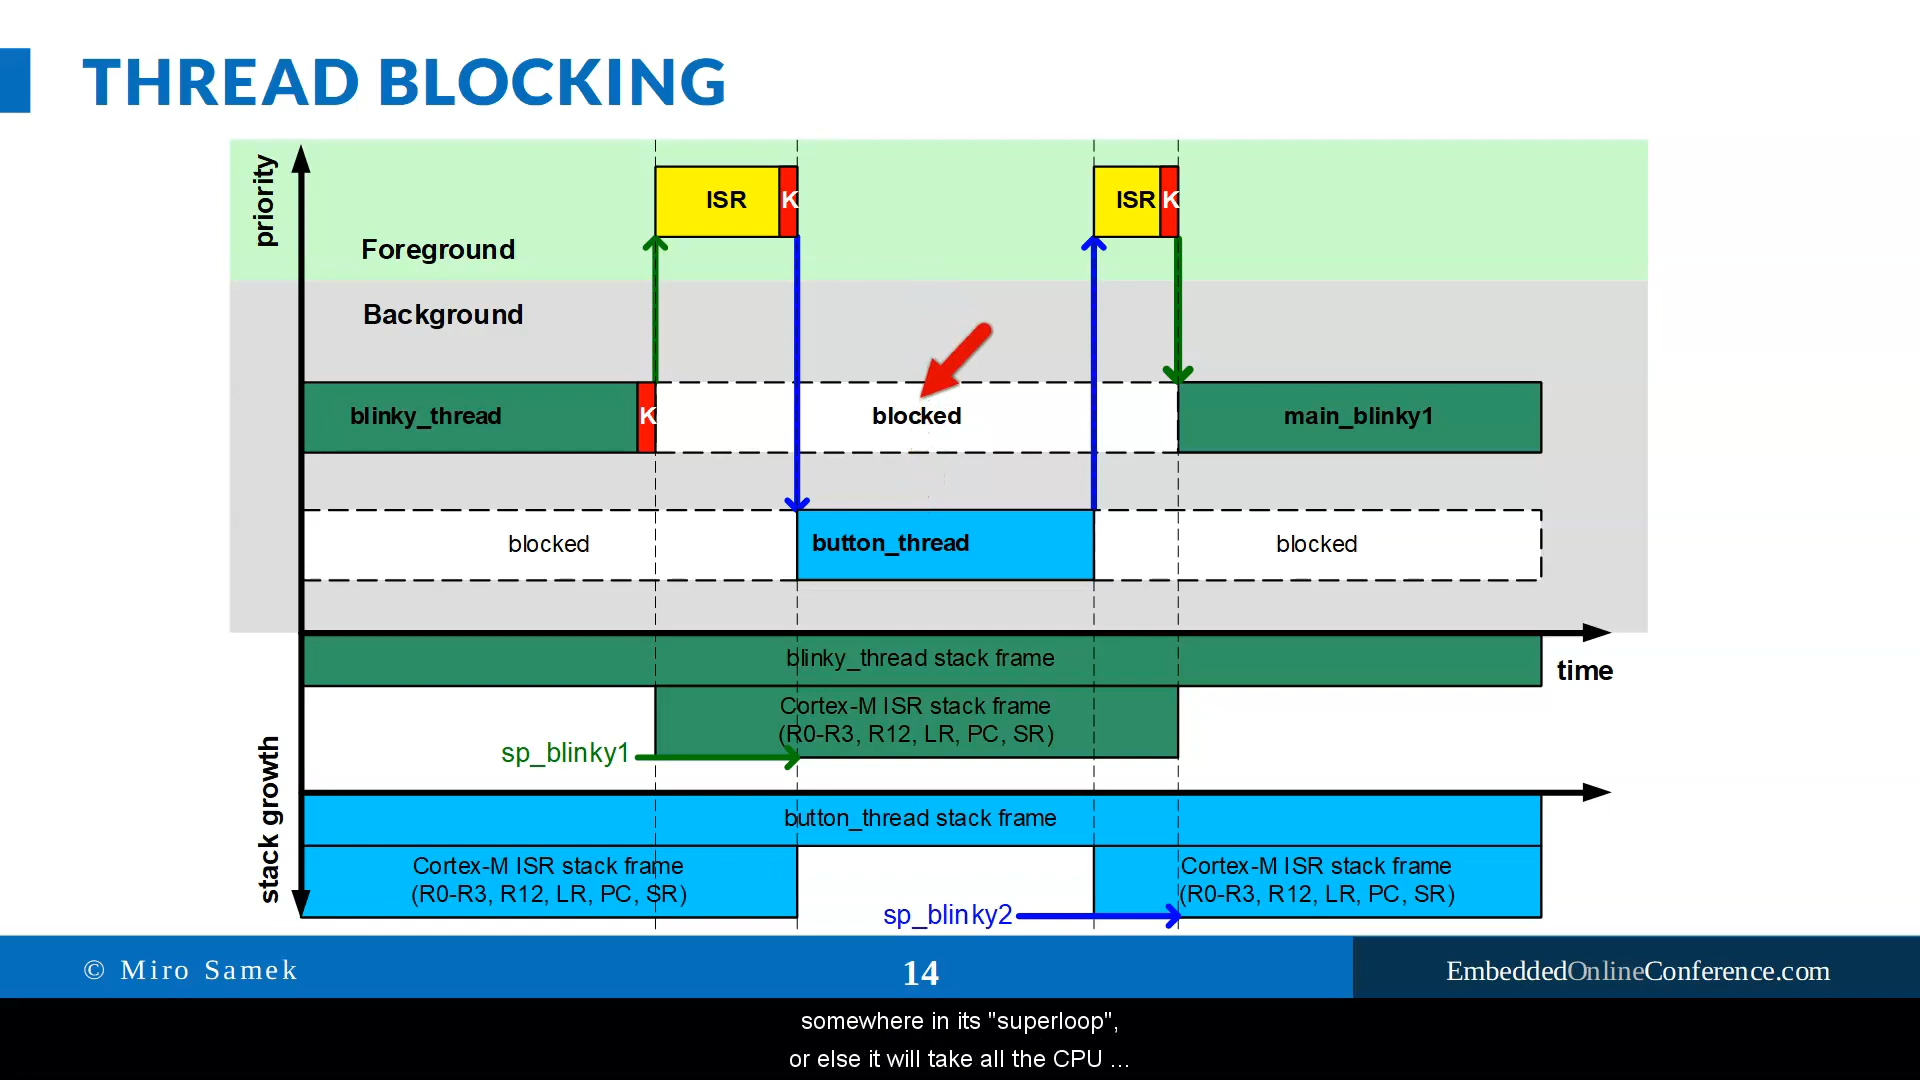 THREAD BLOCKING
priority
ISR
K
ISR
K
Foreground
Background
blinky_thread
K
blocked
main_blinky1
blocked
button_thread
blocked
blinky_thread stack frame
time
Cortex-M ISR stack frame
(R0-R3, R12, LR, PC, SR)
sp_blinky1
stack growth
button_thread stack frame
Cortex-M ISR stack frame
(R0-R3, R12, LR, PC, SR)
Cortex-M ISR stack frame
(R0-R3, R12, LR, PC, SR)
sp_blinky2
© Miro Samek
14
EmbeddedOnlineConference.com
somewhere in its "superloop",
or else it will take all the CPU ...